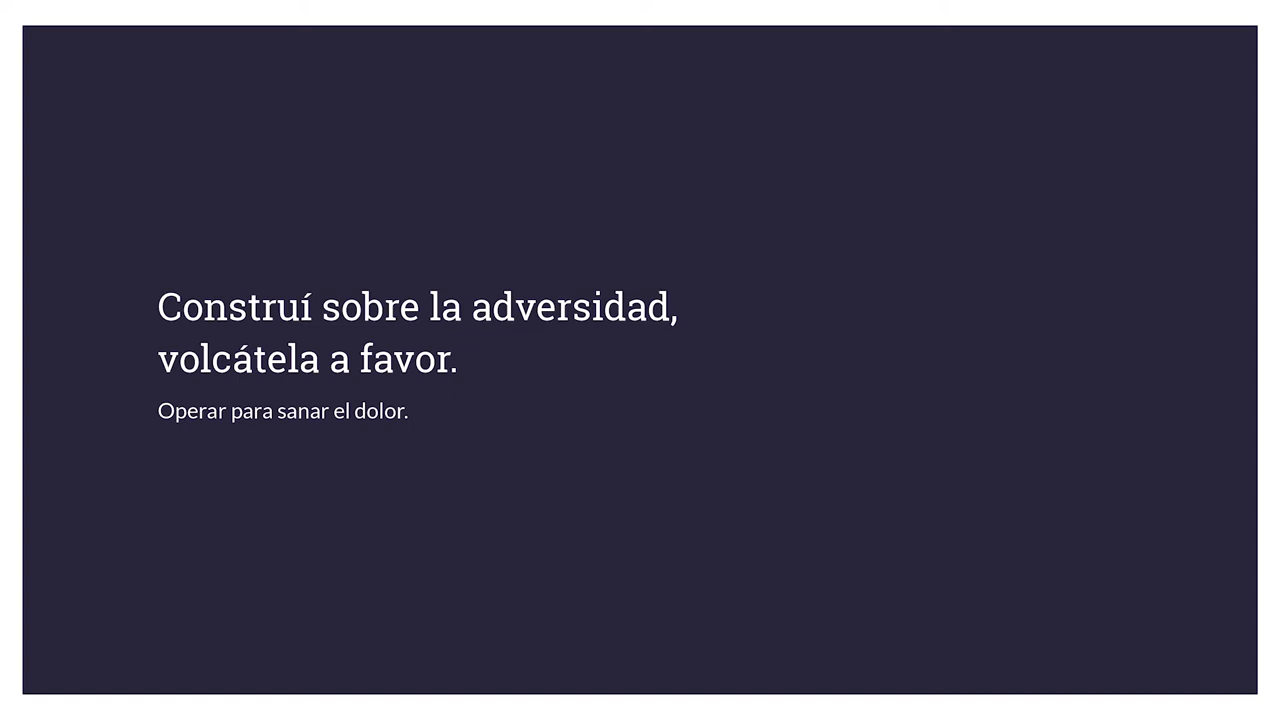 Construí sobre la adversidad,
volcátela a favor.
Operar para sanar el dolor.